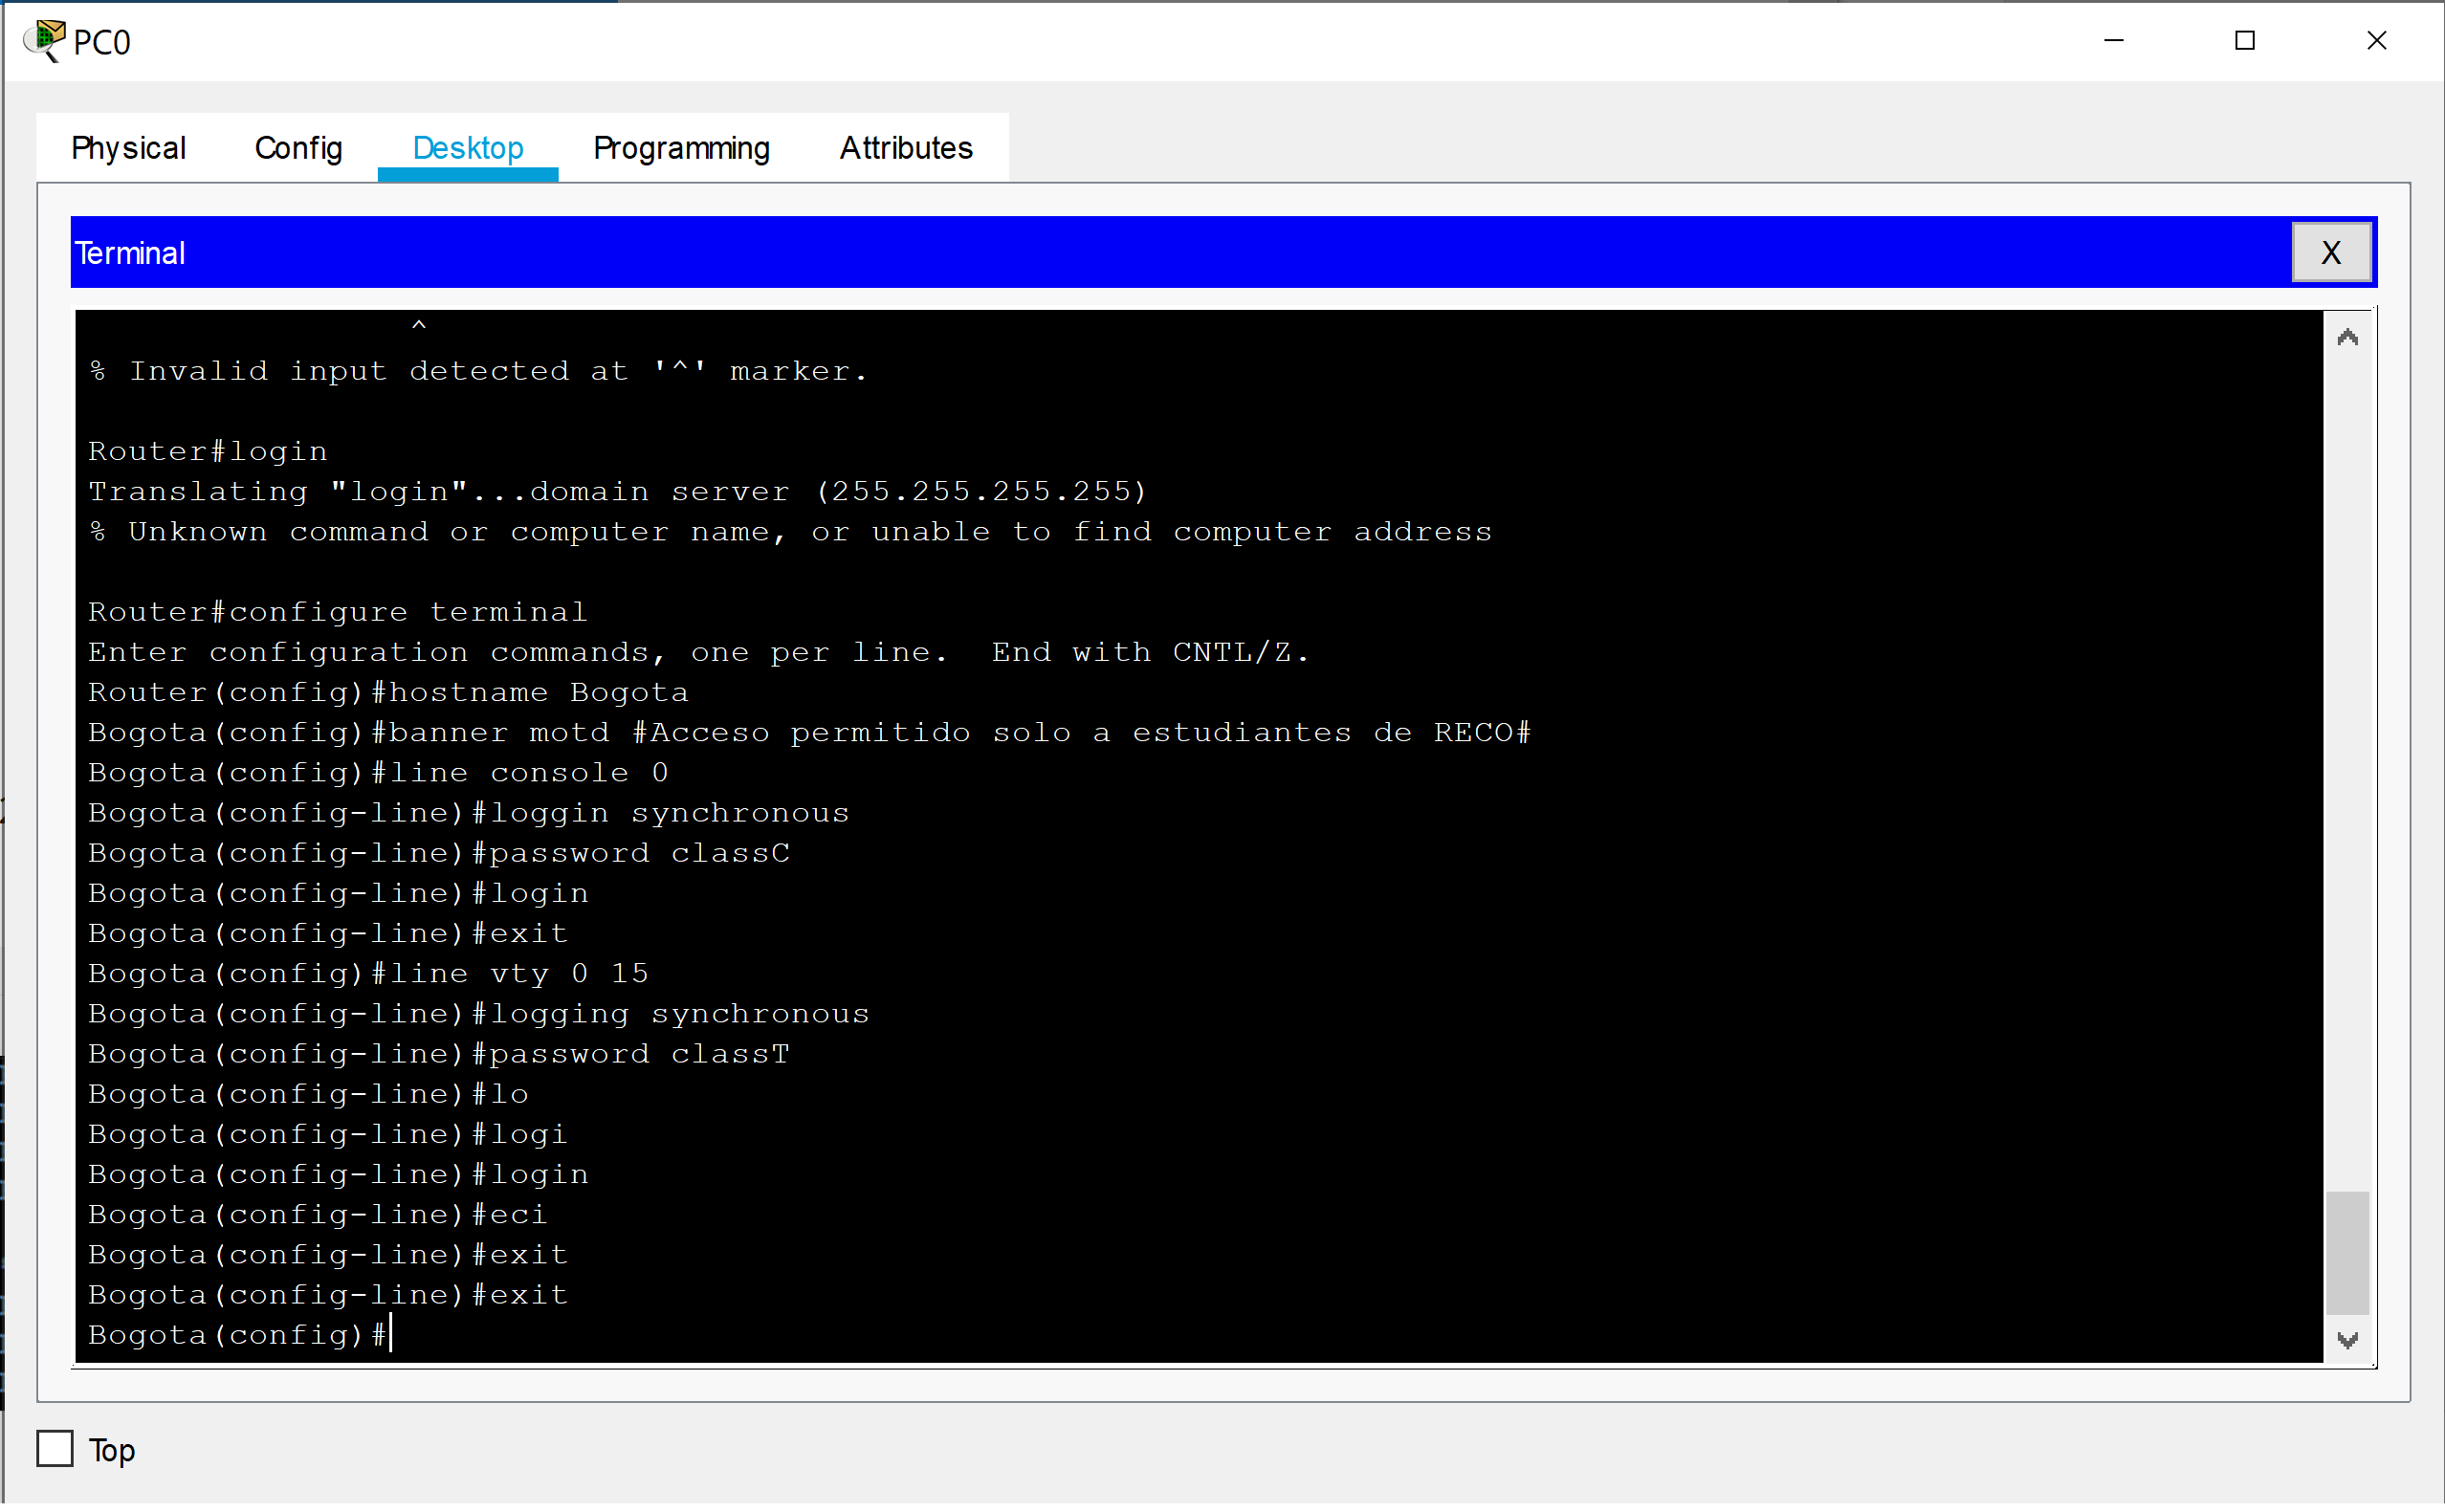 PC0
Physical Config Desktop Programming Attributes
Terminal X
^
% Invalid input detected at '^' marker.
Router#login
Translating "login"...domain server (255.255.255.255)
% Unknown command or computer name, or unable to find computer address
Router#configure terminal
Enter configuration commands, one per line.  End with CNTL/Z.
Router(config)#hostname Bogota
Bogota(config)#banner motd #Acceso permitido solo a estudiantes de RECO#
Bogota(config)#line console 0
Bogota(config-line)#loggin synchronous
Bogota(config-line)#password classC
Bogota(config-line)#login
Bogota(config-line)#exit
Bogota(config)#line vty 0 15
Bogota(config-line)#logging synchronous
Bogota(config-line)#password classT
Bogota(config-line)#lo
Bogota(config-line)#logi
Bogota(config-line)#login
Bogota(config-line)#eci
Bogota(config-line)#exit
Bogota(config-line)#exit
Bogota(config)#
Top